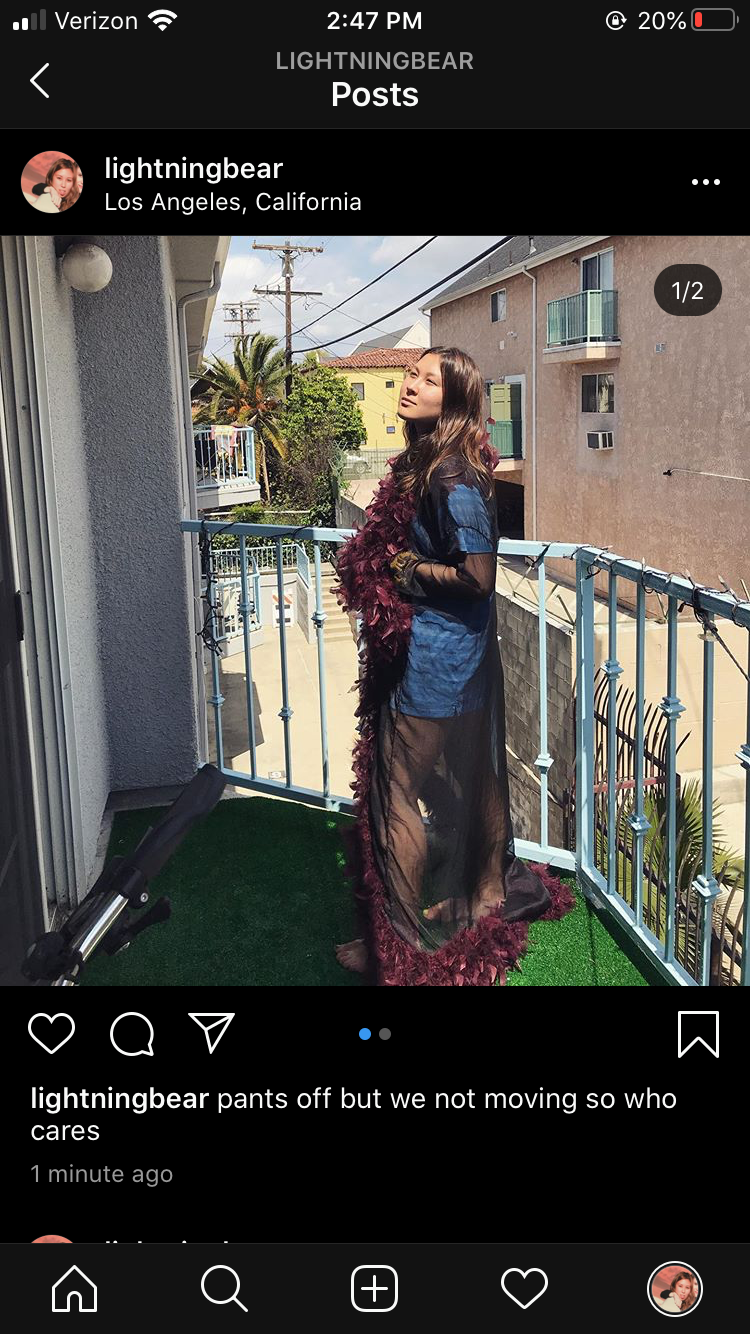 Verizon 2:47 PM 20%
LIGHTNINGBEAR
Posts
lightningbear
Los Angeles, California
1/2
lightningbear pants off but we not moving so who
cares
1 minute ago